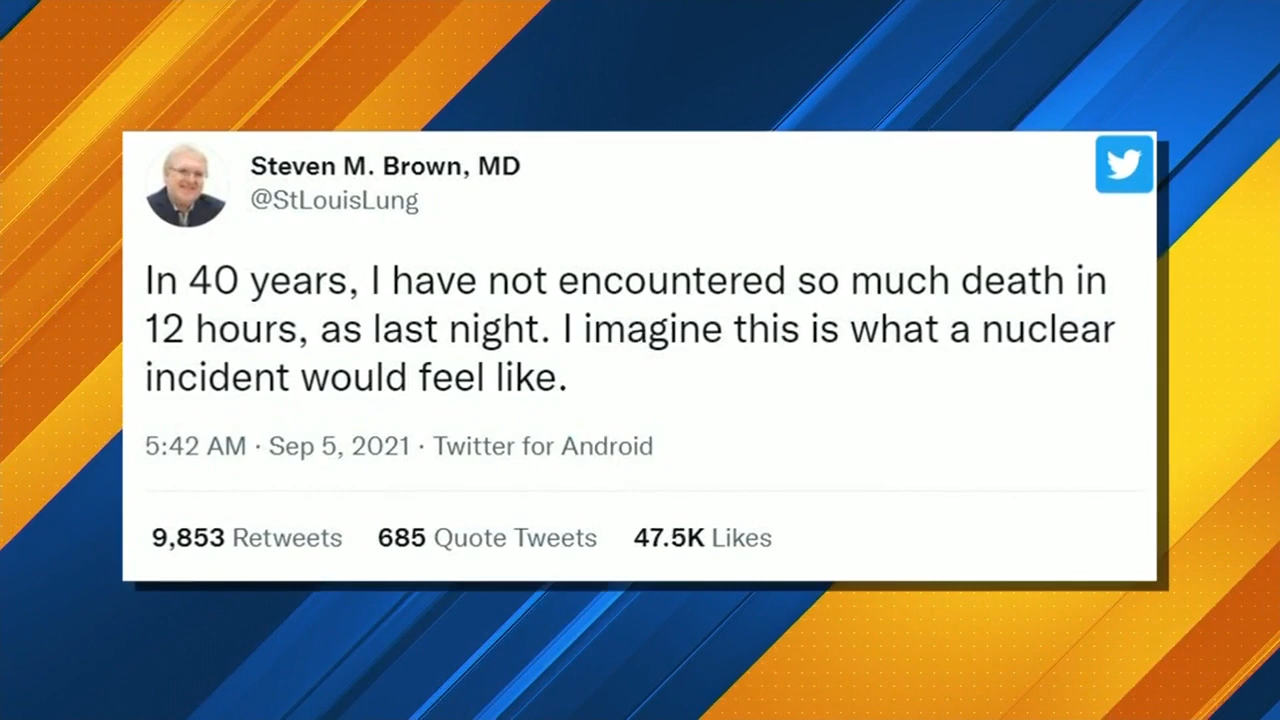 Steven M. Brown, MD
@StLouisLung
In 40 years, I have not encountered so much death in
12 hours, as last night. I imagine this is what a nuclear
incident would feel like.
5:42 AM · Sep 5, 2021 · Twitter for Android
9,853 Retweets 685 Quote Tweets 47.5K Likes